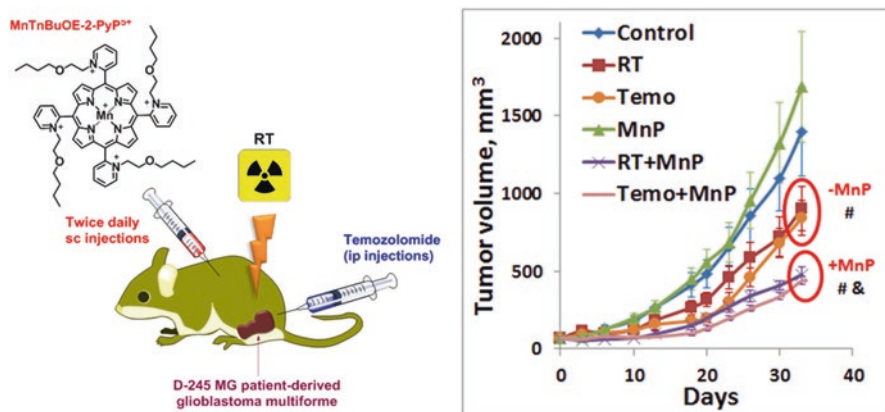 MnTnBuOE-2-PyP⁵⁺
O
N
+
N
N
N
Mn
+
N
N
+
O
N
+
N
+
O
O
RT
Twice daily
sc injections
Temozolomide
(ip injections)
D-245 MG patient-derived
glioblastoma multiforme
Tumor volume, mm³
2000
1500
1000
500
0
Control
RT
Temo
MnP
RT+MnP
Temo+MnP
-MnP
#
+MnP
# &
0
10
20
30
40
Days